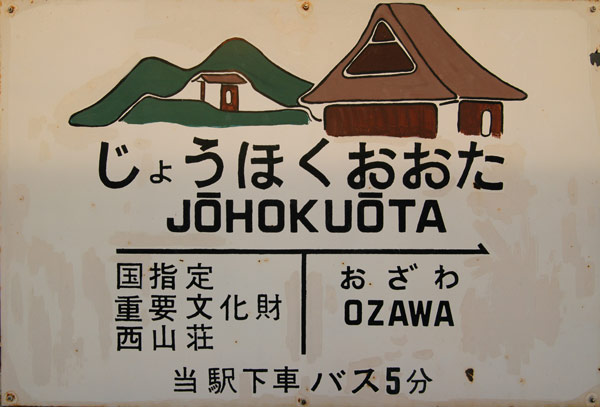 じょうほくおおた
JŌHOKUŌTA
国指定
重要文化財
西山荘
おざわ
OZAWA
当駅下車バス5分